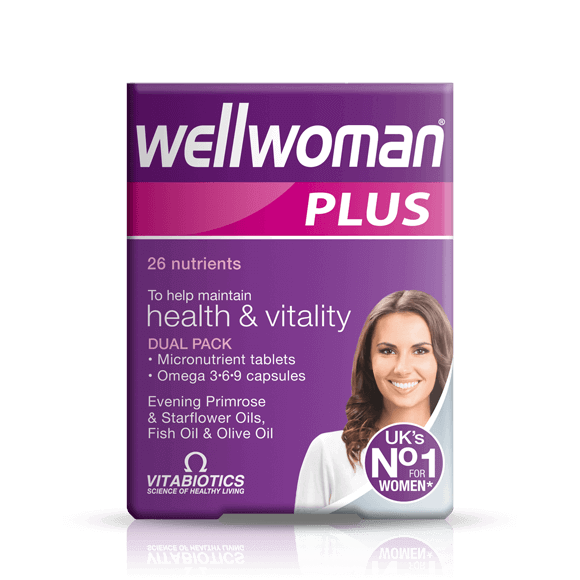 wellwoman®
PLUS
26 nutrients
To help maintain
health & vitality
DUAL PACK
• Micronutrient tablets
• Omega 3•6•9 capsules
Evening Primrose
& Starflower Oils,
Fish Oil & Olive Oil
VITABIOTICS
SCIENCE OF HEALTHY LIVING
UK's
No1
FOR
WOMEN*